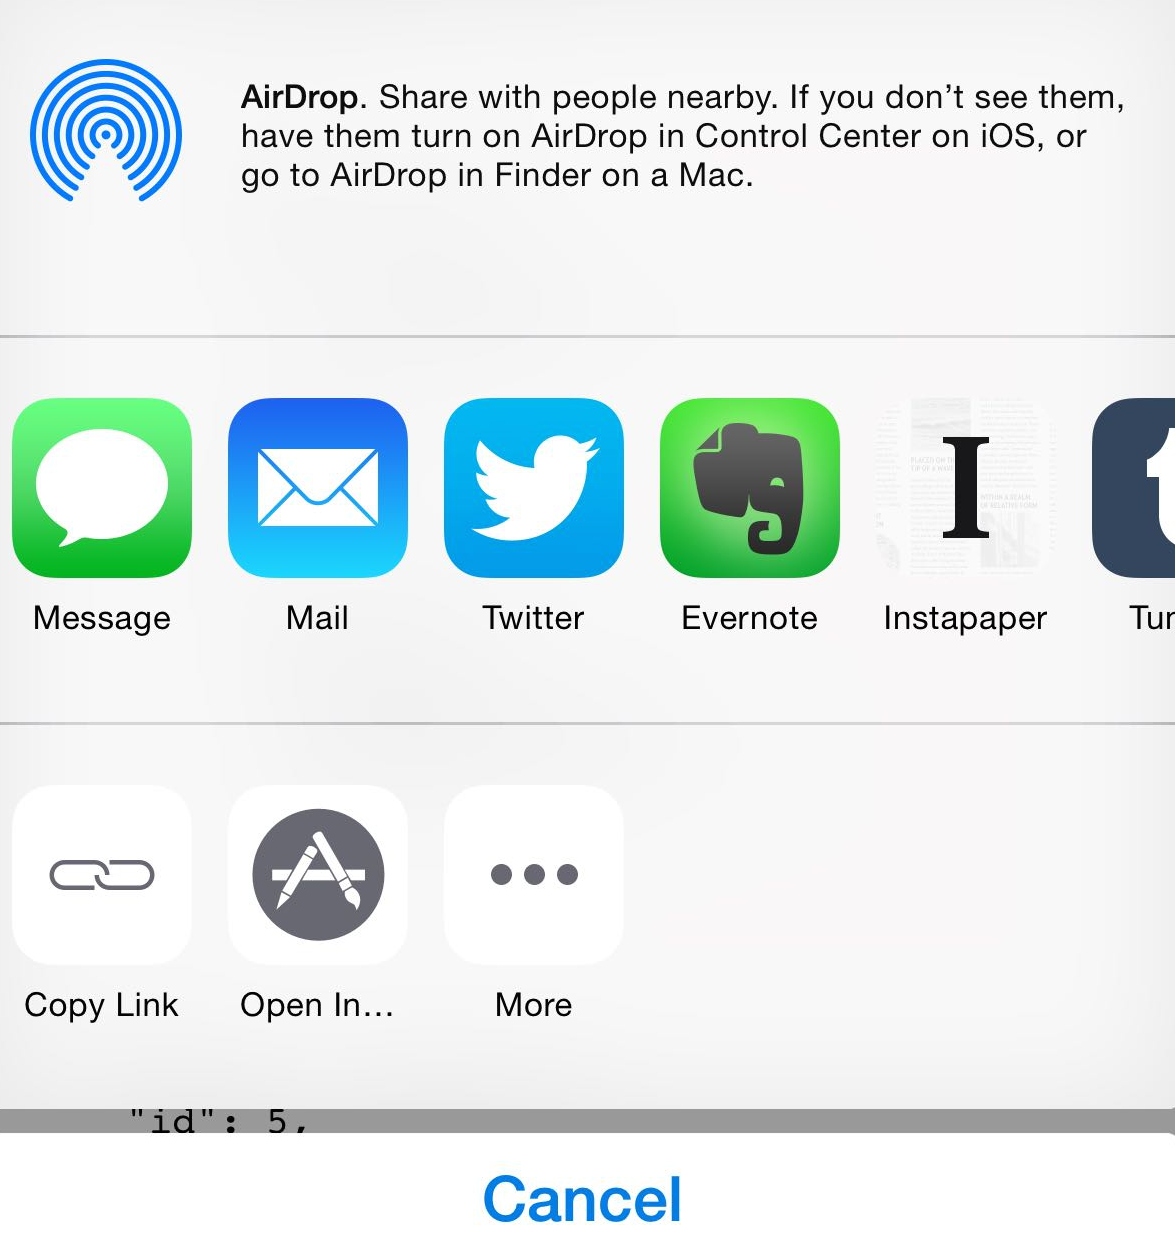 AirDrop. Share with people nearby. If you don’t see them,
have them turn on AirDrop in Control Center on iOS, or
go to AirDrop in Finder on a Mac.
I
t
Message
Mail
Twitter
Evernote
Instapaper
Tum
Copy Link
Open In...
More
"id": 5,
Cancel